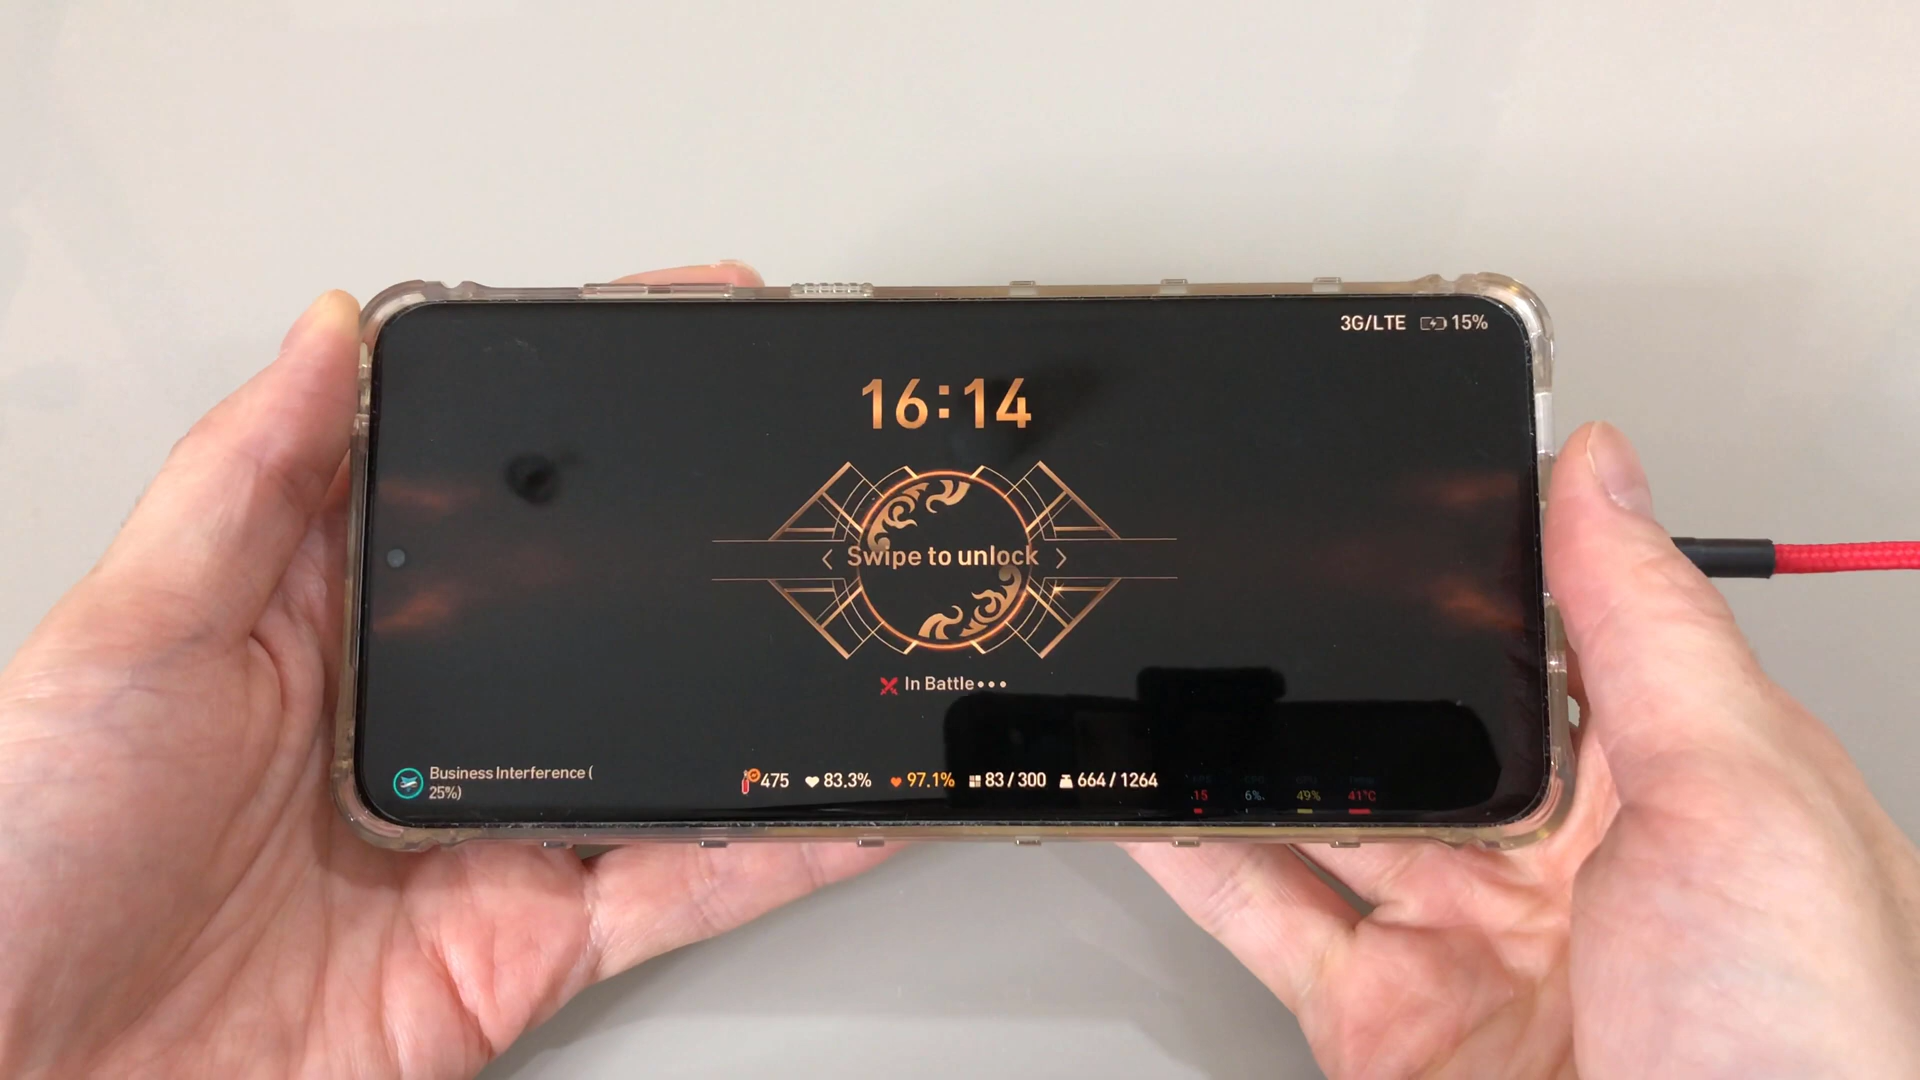 3G/LTE 15%
16:14
< Swipe to unlock >
In Battle•••
Business Interference (
25%)
475 83.3% 97.1% 83 / 300 664 / 1264
15 6% 49% 41°C